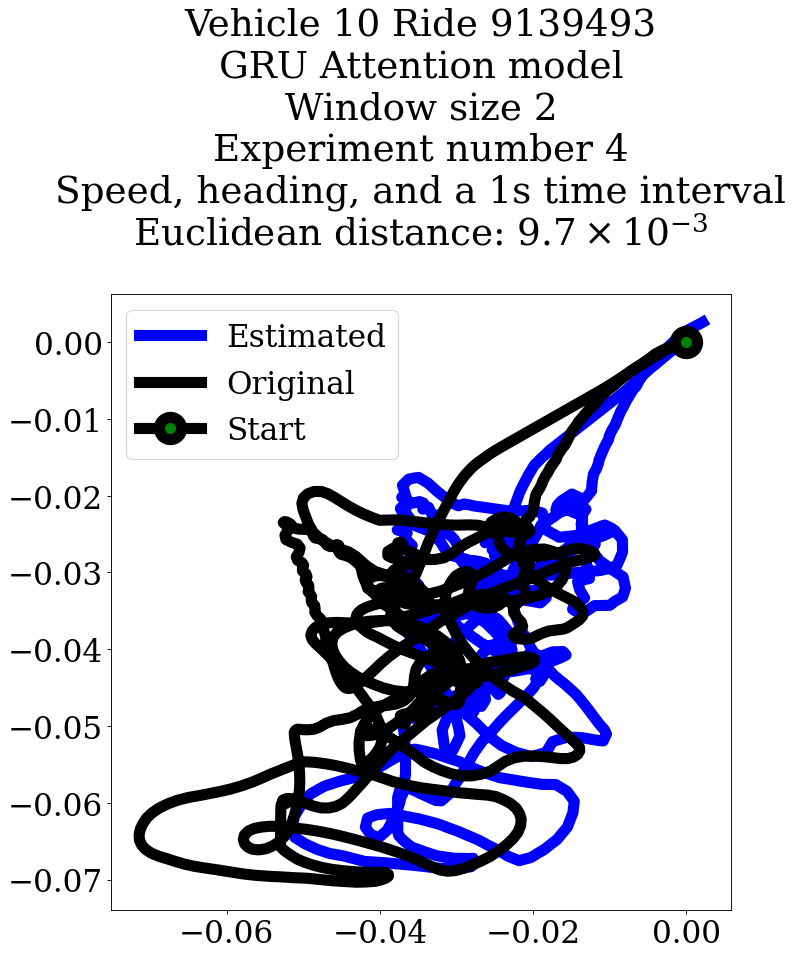 Vehicle 10 Ride 9139493
GRU Attention model
Window size 2
Experiment number 4
Speed, heading, and a 1s time interval
Euclidean distance: 9.7 × 10⁻³
Estimated
Original
Start
0.00
−0.01
−0.02
−0.03
−0.04
−0.05
−0.06
−0.07
−0.06 −0.04 −0.02 0.00